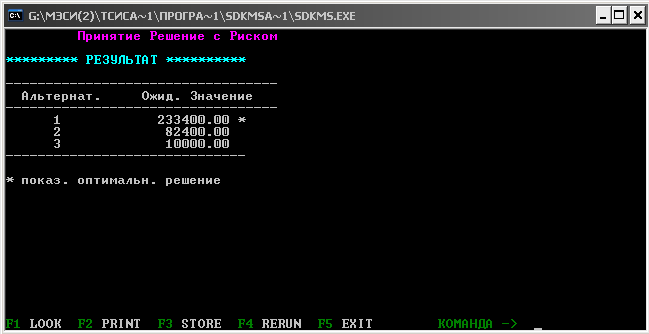 G:\МЭСИ(2)\ТСИСА~1\ПРОГРА~1\SDKMSA~1\SDKMS.EXE
Принятие Решение с Риском
********* РЕЗУЛЬТАТ **********
----------------------------------
Альтернат. Ожид. Значение
----------------------------------
1 233400.00 *
2 82400.00
3 10000.00
------------------------------
* показ. оптимальн. решение
F1 LOOK F2 PRINT F3 STORE F4 RERUN F5 EXIT КОМАНДА -> _